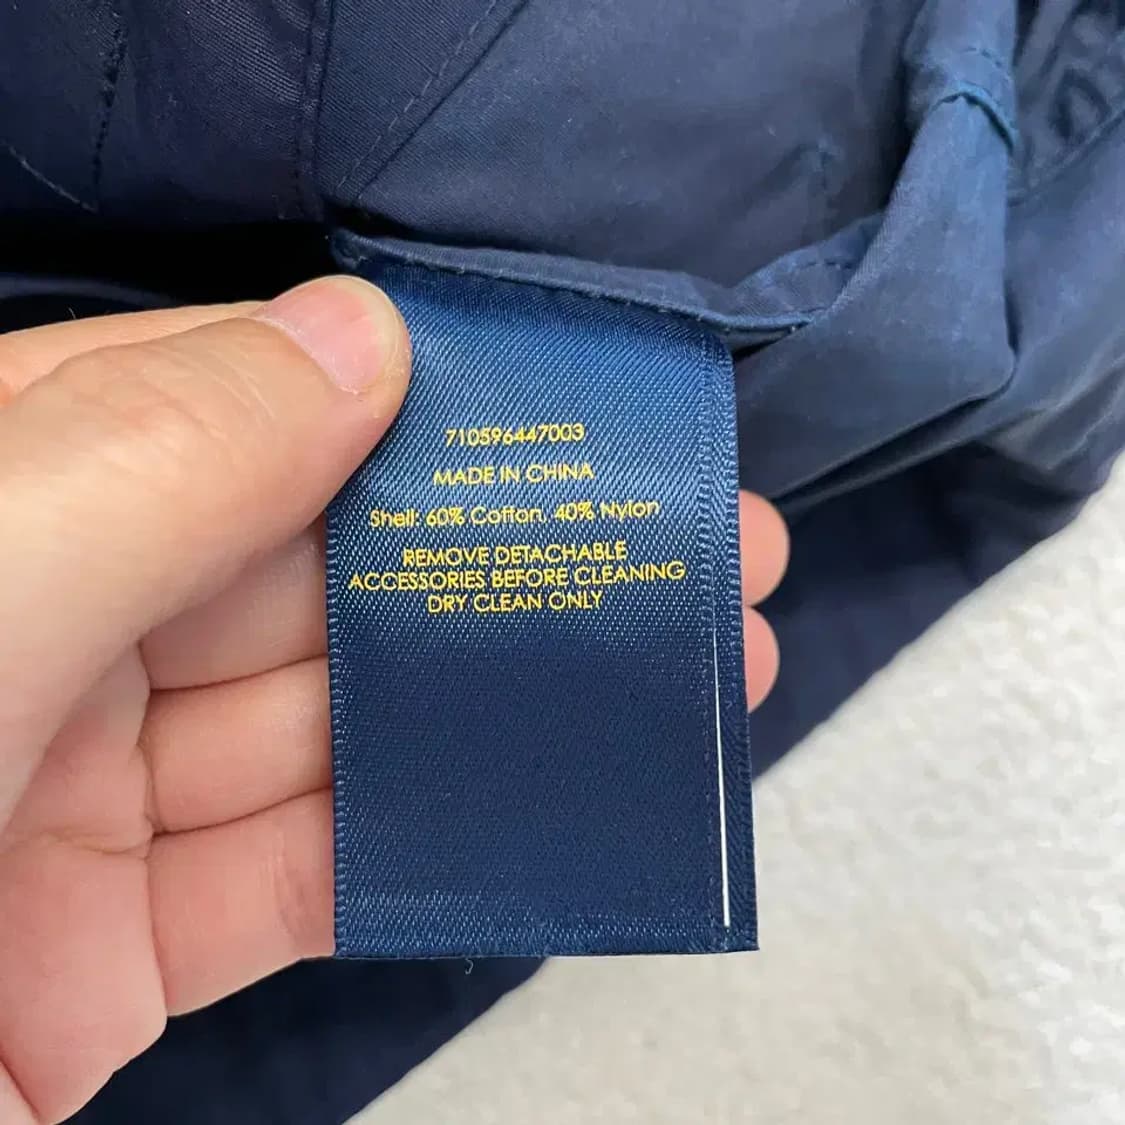 710596447003
MADE IN CHINA
Shell: 60% Cotton, 40% Nylon
REMOVE DETACHABLE
ACCESSORIES BEFORE CLEANING
DRY CLEAN ONLY